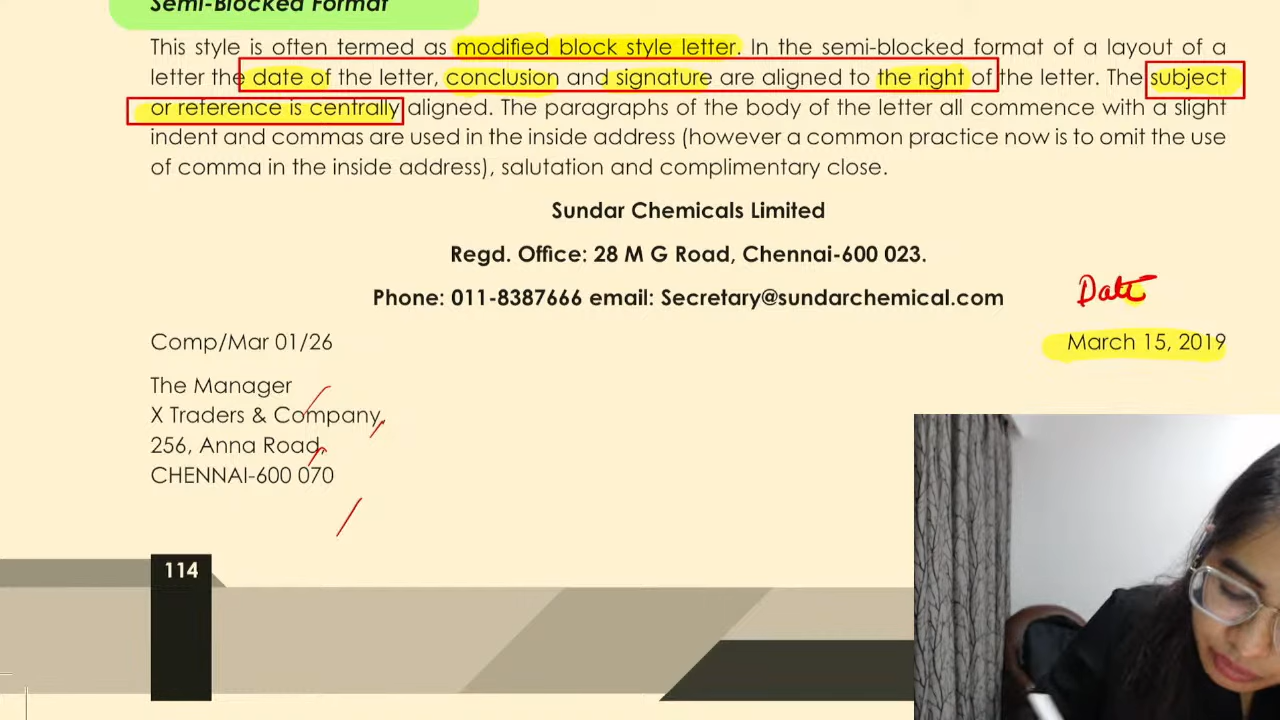 Semi-Blocked Format
This style is often termed as modified block style letter. In the semi-blocked format of a layout of a
letter the date of the letter, conclusion and signature are aligned to the right of the letter. The subject
or reference is centrally aligned. The paragraphs of the body of the letter all commence with a slight
indent and commas are used in the inside address (however a common practice now is to omit the use
of comma in the inside address), salutation and complimentary close.
Sundar Chemicals Limited
Regd. Office: 28 M G Road, Chennai-600 023.
Phone: 011-8387666 email: Secretary@sundarchemical.com
Date
Comp/Mar 01/26 March 15, 2019
The Manager
X Traders & Company,
256, Anna Road,
CHENNAI-600 070
114